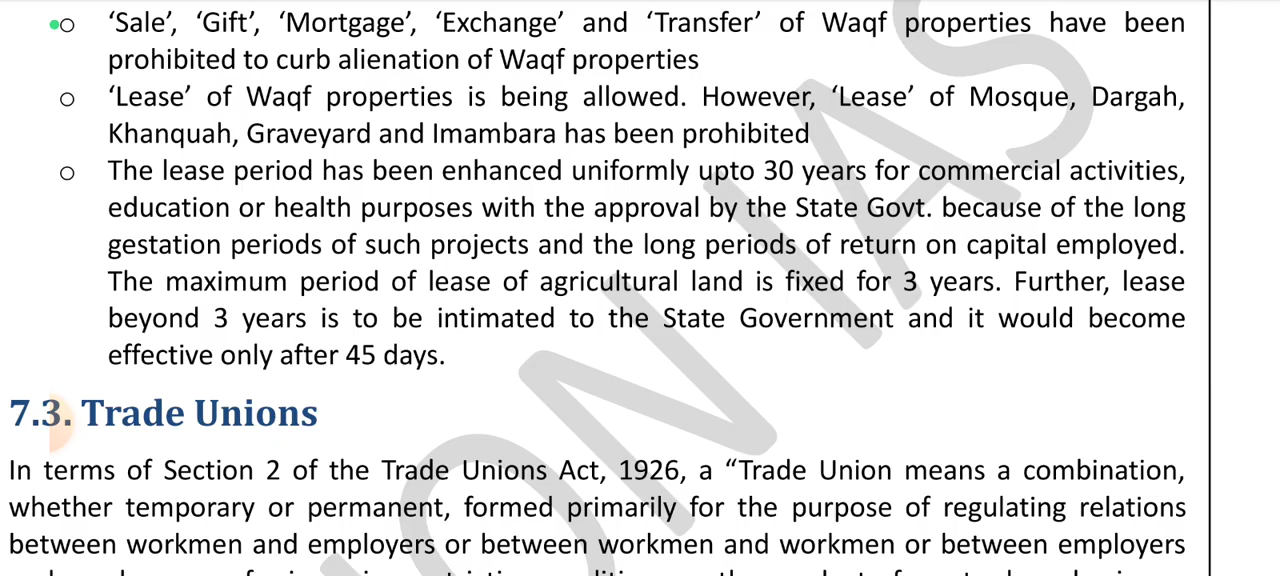 o 'Sale', 'Gift', 'Mortgage', 'Exchange' and 'Transfer' of Waqf properties have been
prohibited to curb alienation of Waqf properties
o 'Lease' of Waqf properties is being allowed. However, 'Lease' of Mosque, Dargah,
Khanquah, Graveyard and Imambara has been prohibited
o The lease period has been enhanced uniformly upto 30 years for commercial activities,
education or health purposes with the approval by the State Govt. because of the long
gestation periods of such projects and the long periods of return on capital employed.
The maximum period of lease of agricultural land is fixed for 3 years. Further, lease
beyond 3 years is to be intimated to the State Government and it would become
effective only after 45 days.
7.3. Trade Unions
In terms of Section 2 of the Trade Unions Act, 1926, a “Trade Union means a combination,
whether temporary or permanent, formed primarily for the purpose of regulating relations
between workmen and employers or between workmen and workmen or between employers
ION IAS